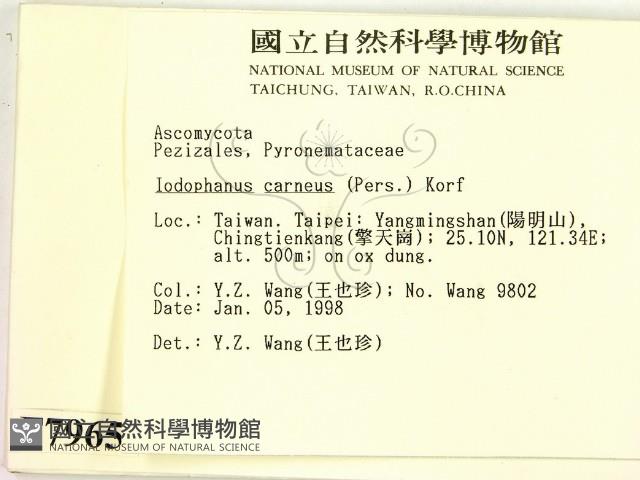 國立自然科學博物館
NATIONAL MUSEUM OF NATURAL SCIENCE
TAICHUNG, TAIWAN, R.O.CHINA
Ascomycota
Pezizales, Pyronemataceae
Iodophanus carneus (Pers.) Korf
Loc.: Taiwan. Taipei: Yangmingshan(陽明山),
Chingtienkang(擎天崗); 25.10N, 121.34E;
alt. 500m; on ox dung.
Col.: Y.Z. Wang(王也珍); No. Wang 9802
Date: Jan. 05, 1998
Det.: Y.Z. Wang(王也珍)
7965
國立自然科學博物館
NATIONAL MUSEUM OF NATURAL SCIENCE